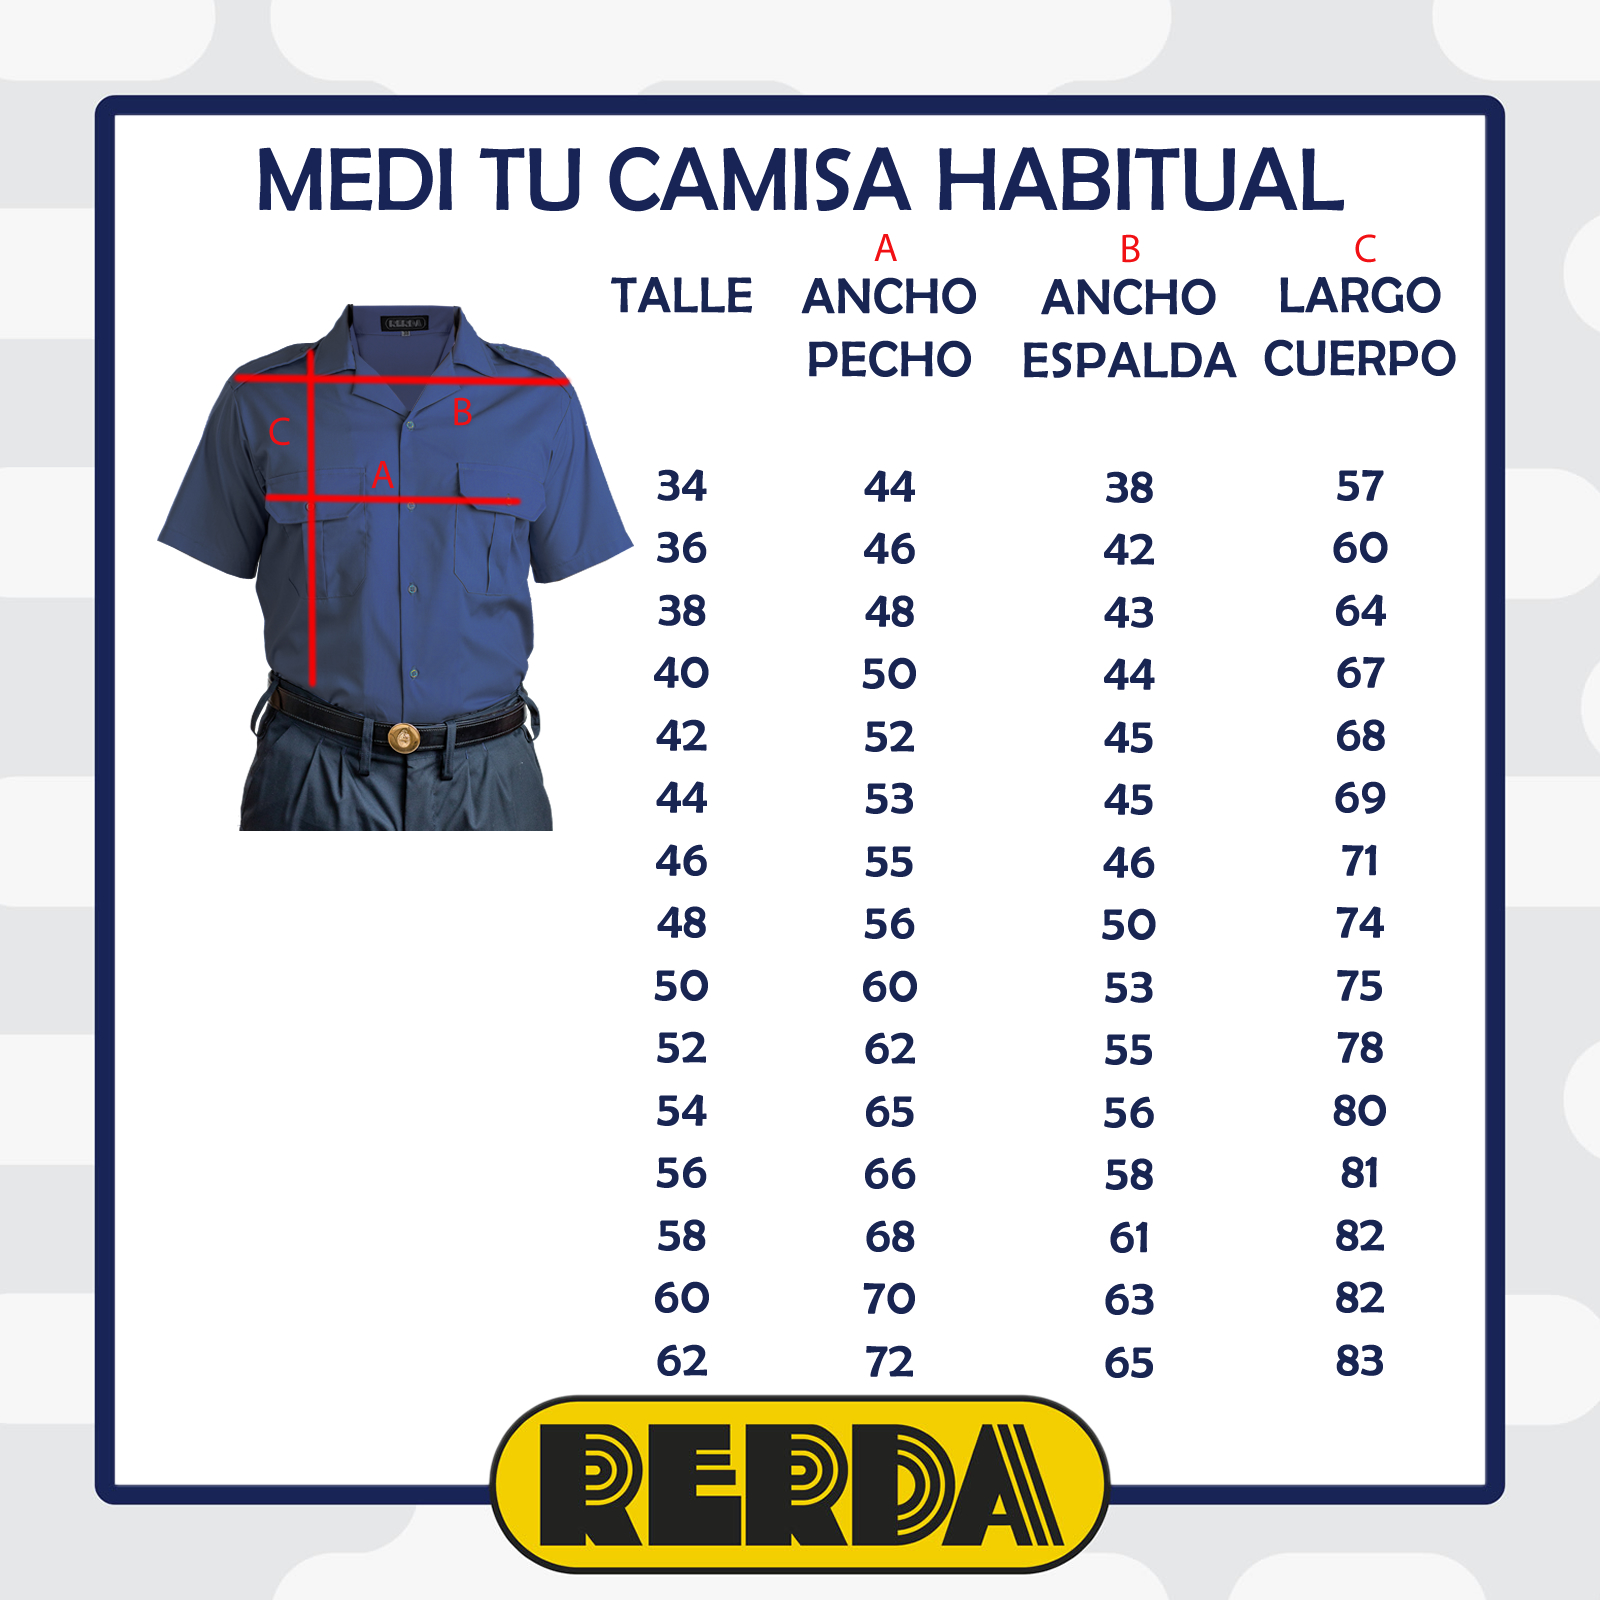 MEDI TU CAMISA HABITUAL
A B C
TALLE ANCHO ANCHO LARGO
PECHO ESPALDA CUERPO
RERDA
C B
A
34 44 38 57
36 46 42 60
38 48 43 64
40 50 44 67
42 52 45 68
44 53 45 69
46 55 46 71
48 56 50 74
50 60 53 75
52 62 55 78
54 65 56 80
56 66 58 81
58 68 61 82
60 70 63 82
62 72 65 83
RERDA